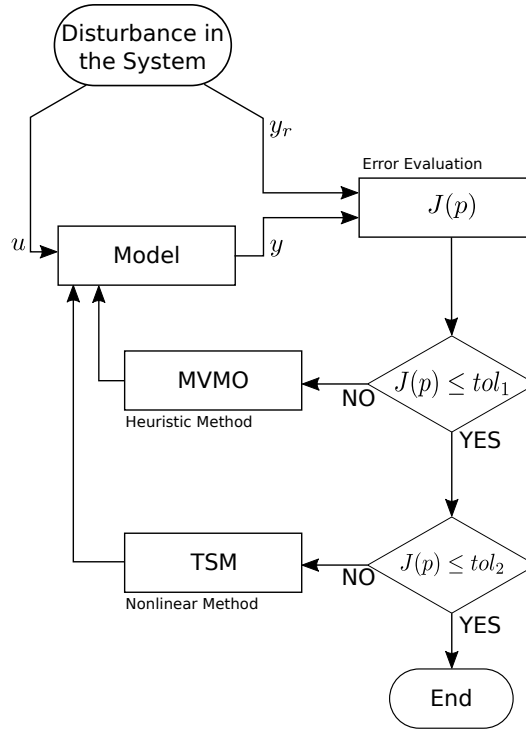 Disturbance in
the System
y_r
Error Evaluation
J(p)
u
Model
y
MVMO
Heuristic Method
NO
J(p) ≤ tol_1
YES
TSM
Nonlinear Method
NO
J(p) ≤ tol_2
YES
End